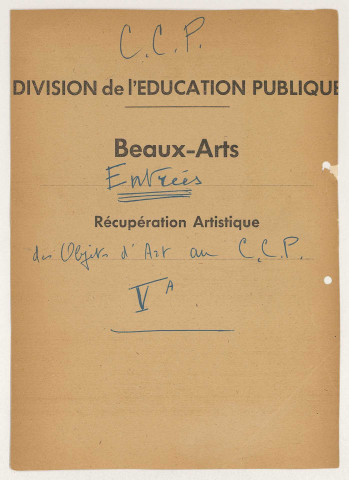 C.C.P.
DIVISION de l'EDUCATION PUBLIQUE
Beaux-Arts
Entrées
Récupération Artistique
des Objets d'Art au C.C.P.
V A